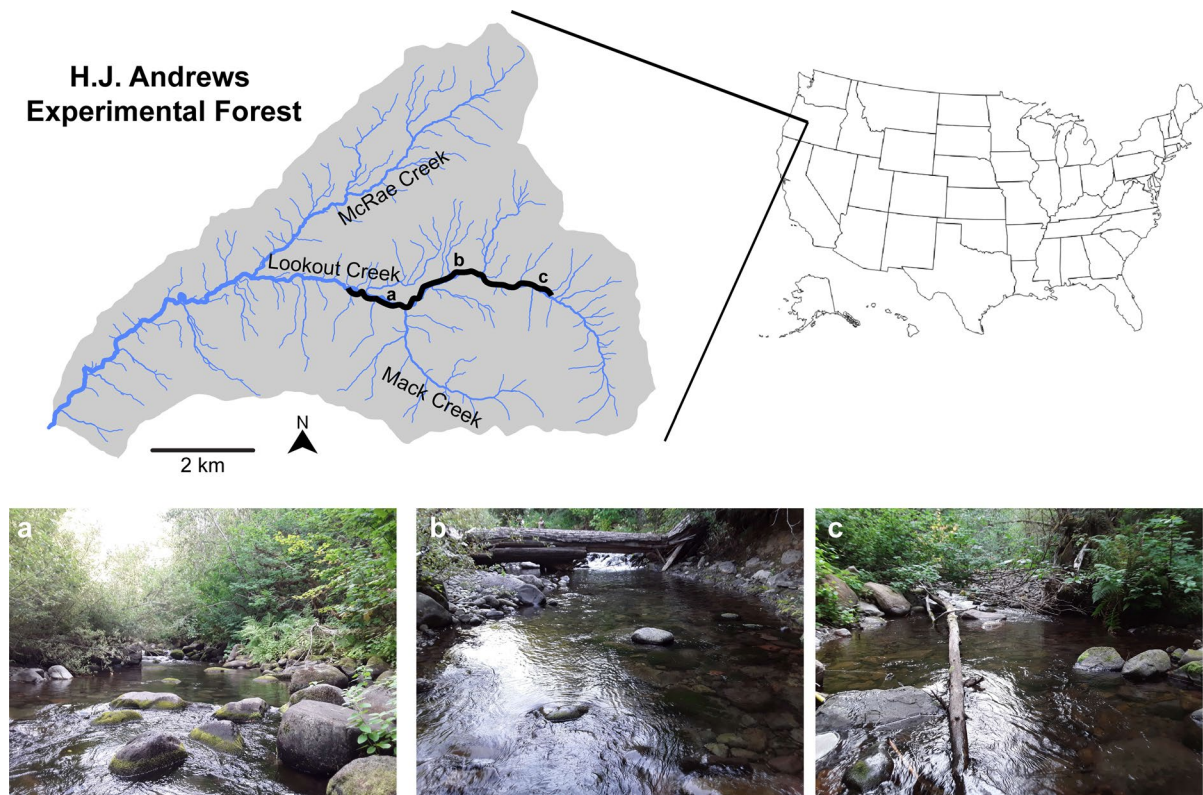 H.J. Andrews
Experimental Forest
McRae Creek
Lookout Creek
b
c
a
Mack Creek
N
2 km
a
b
c